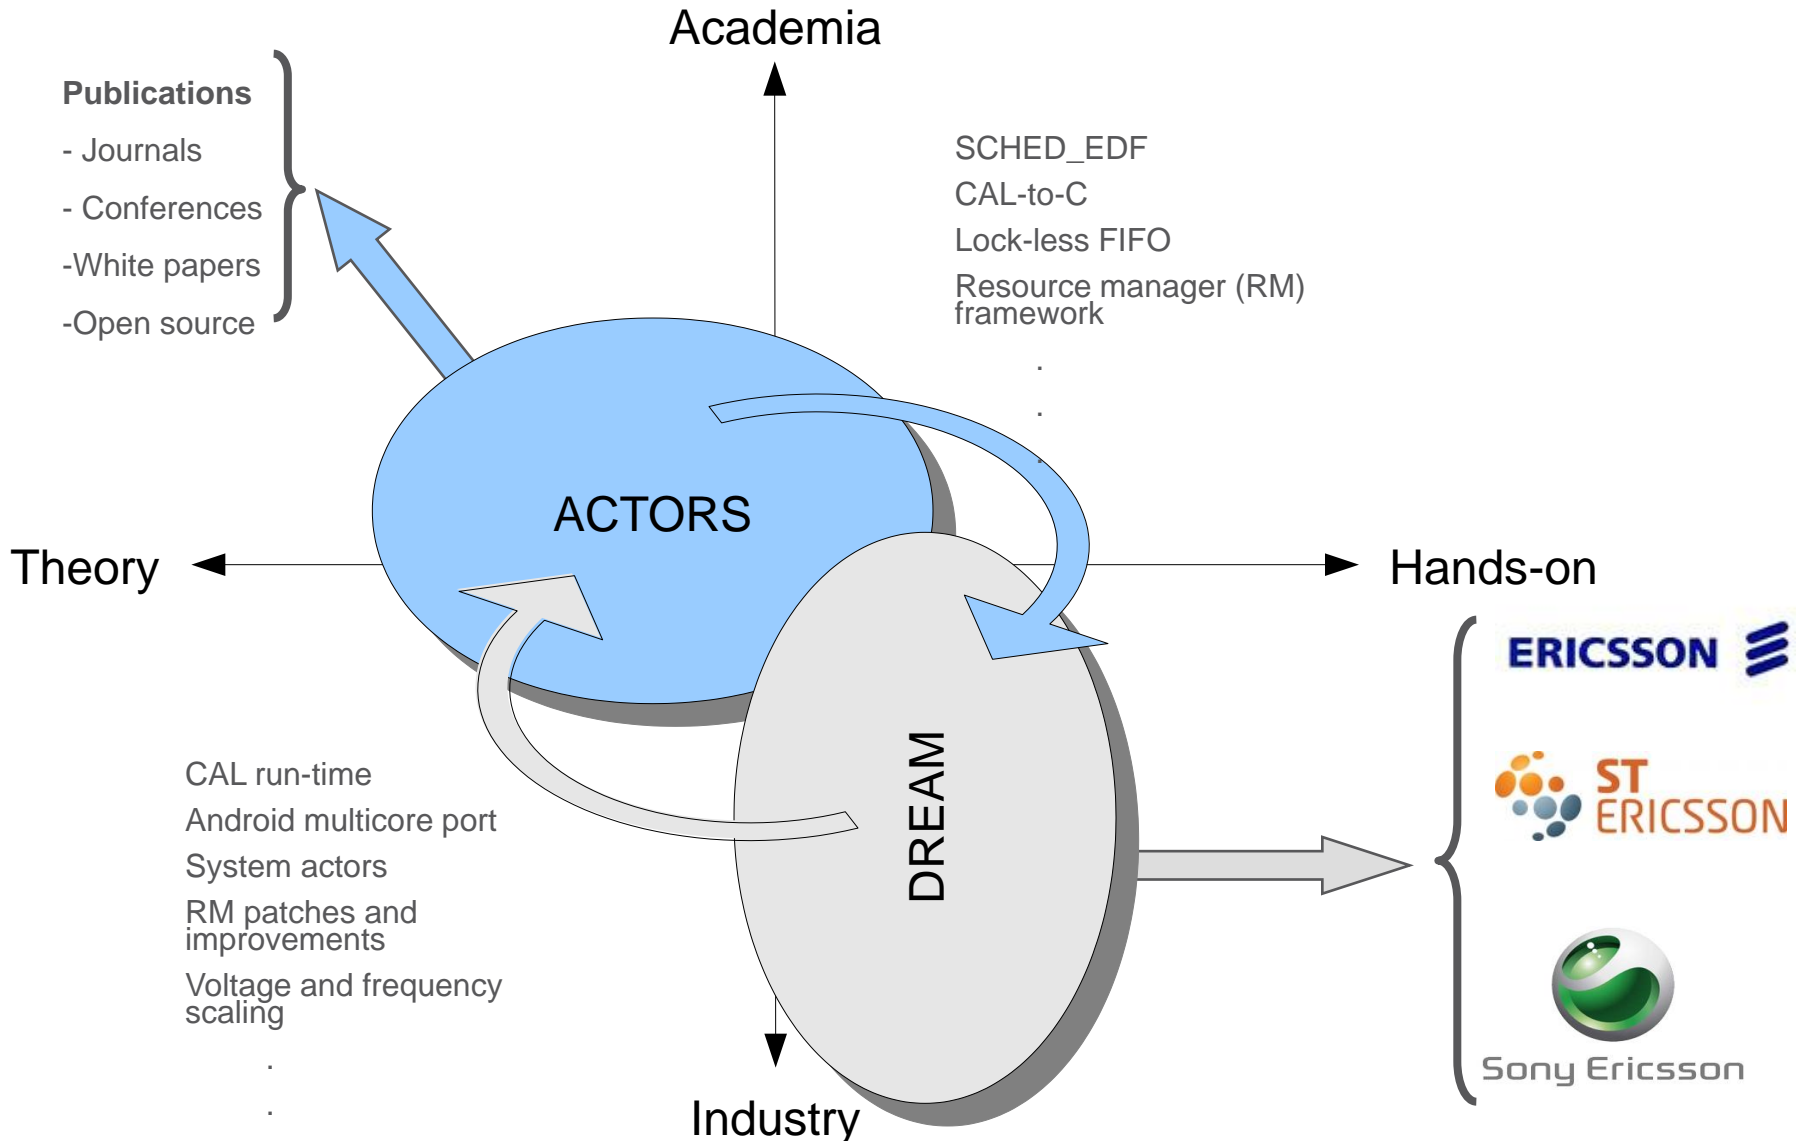 Academia
Publications
- Journals
- Conferences
-White papers
-Open source
SCHED_EDF
CAL-to-C
Lock-less FIFO
Resource manager (RM)
framework
.
.
.
ACTORS
Theory
Hands-on
ERICSSON
ST
ERICSSON
Sony Ericsson
DREAM
CAL run-time
Android multicore port
System actors
RM patches and
improvements
Voltage and frequency
scaling
.
.
Industry